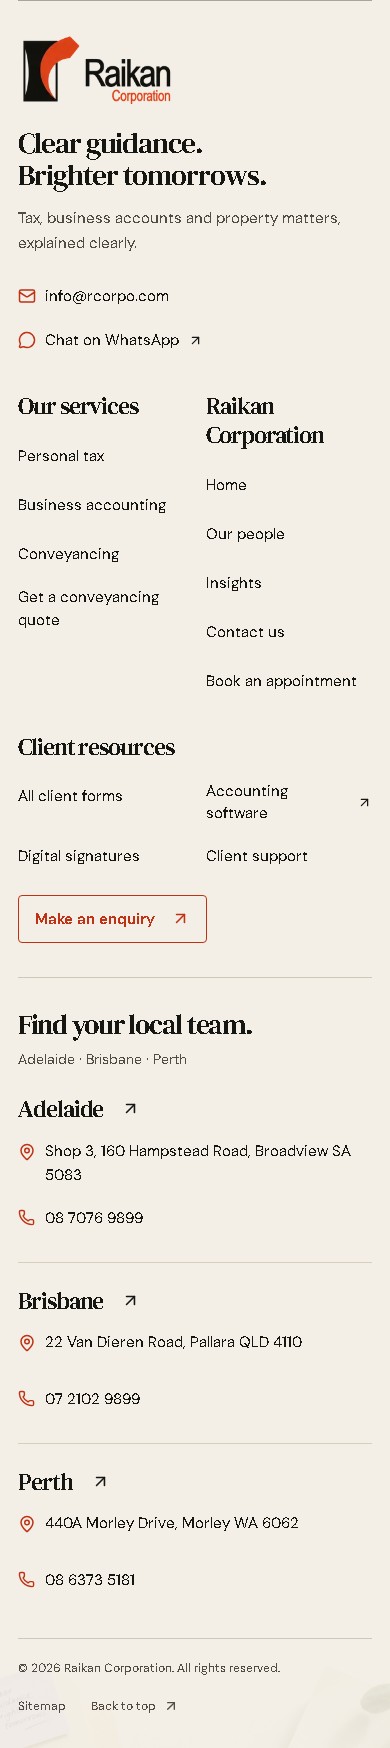 Raikan
Corporation
Clear guidance.
Brighter tomorrows.
Tax, business accounts and property matters,
explained clearly.
info@rcorpo.com
Chat on WhatsApp
Our services
Personal tax
Business accounting
Conveyancing
Get a conveyancing
quote
Raikan
Corporation
Home
Our people
Insights
Contact us
Book an appointment
Client resources
All client forms
Accounting
software
Digital signatures
Client support
Make an enquiry
Find your local team.
Adelaide · Brisbane · Perth
Adelaide
Shop 3, 160 Hampstead Road, Broadview SA
5083
08 7076 9899
Brisbane
22 Van Dieren Road, Pallara QLD 4110
07 2102 9899
Perth
440A Morley Drive, Morley WA 6062
08 6373 5181
© 2026 Raikan Corporation. All rights reserved.
Sitemap
Back to top